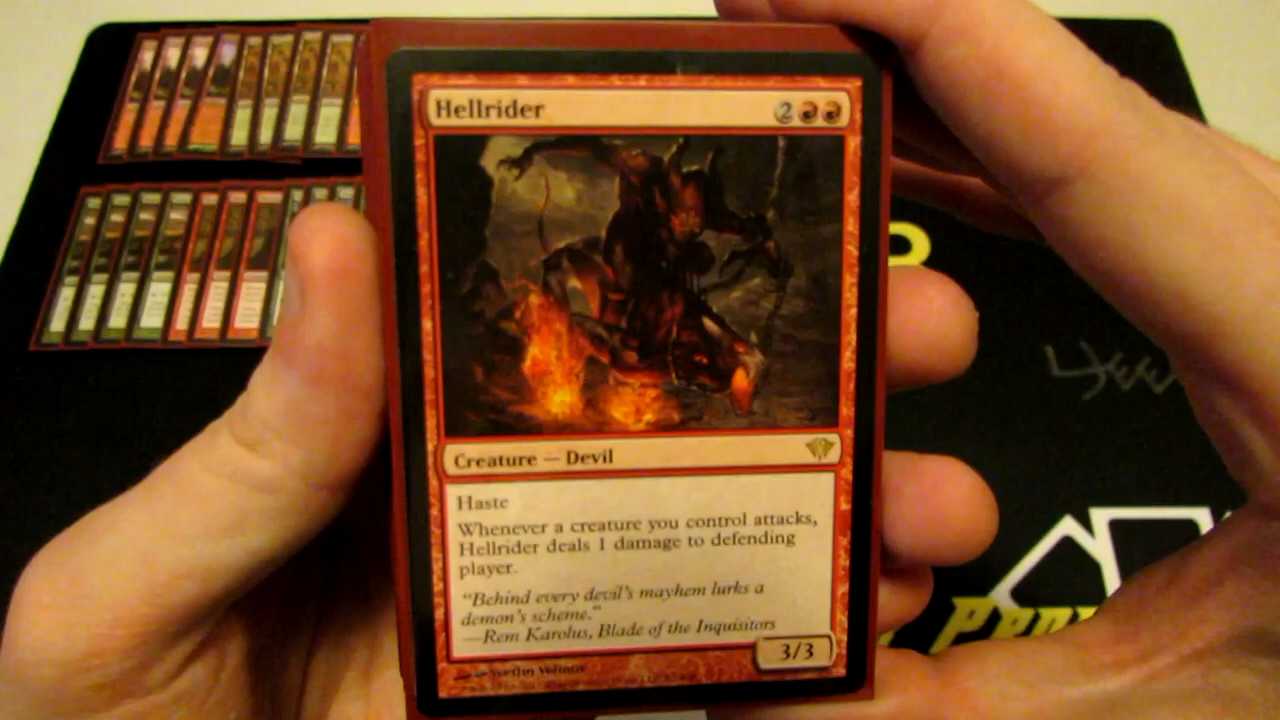 Hellrider 2
Creature — Devil
Haste
Whenever a creature you control attacks,
Hellrider deals 1 damage to defending
player.
"Behind every devil's mayhem lurks a
demon's scheme."
—Rem Karolus, Blade of the Inquisitors
3/3